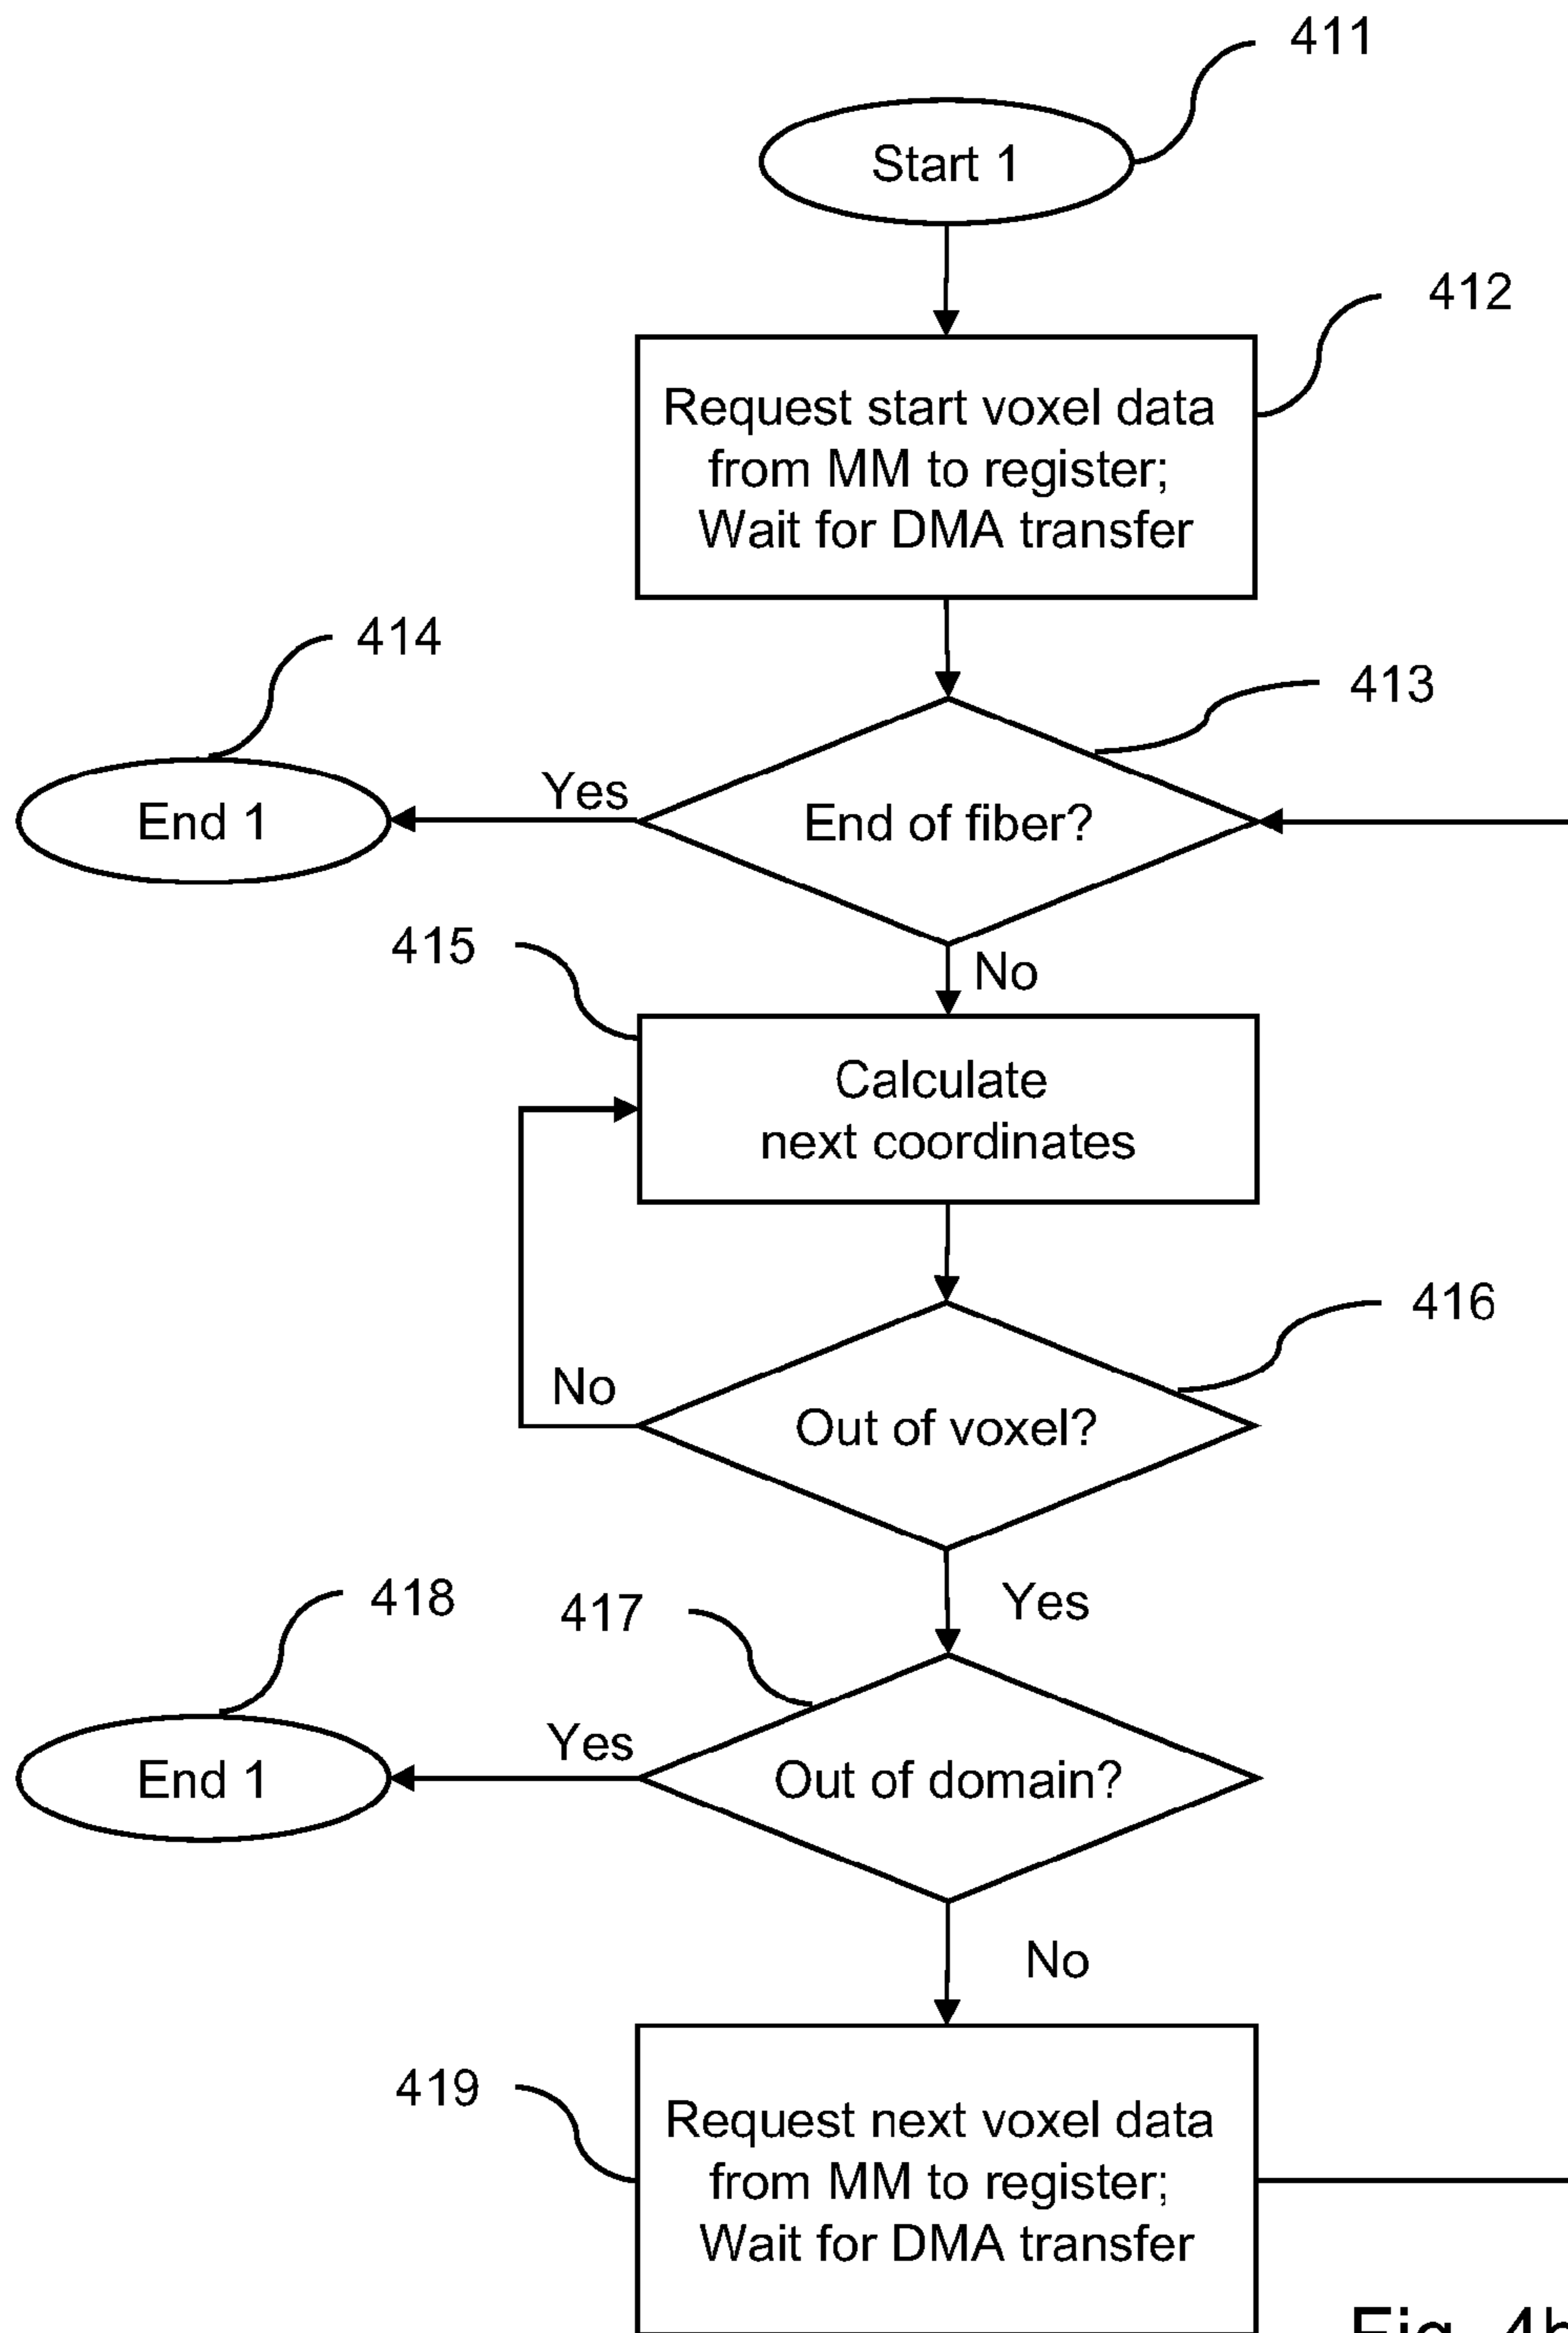 411
Start 1
412
Request start voxel data
from MM to register;
Wait for DMA transfer
414
413
Yes
End 1
End of fiber?
415
No
Calculate
next coordinates
416
No
Out of voxel?
418
417
Yes
Yes
End 1
Out of domain?
No
419
Request next voxel data
from MM to register;
Wait for DMA transfer
Fig. 4b